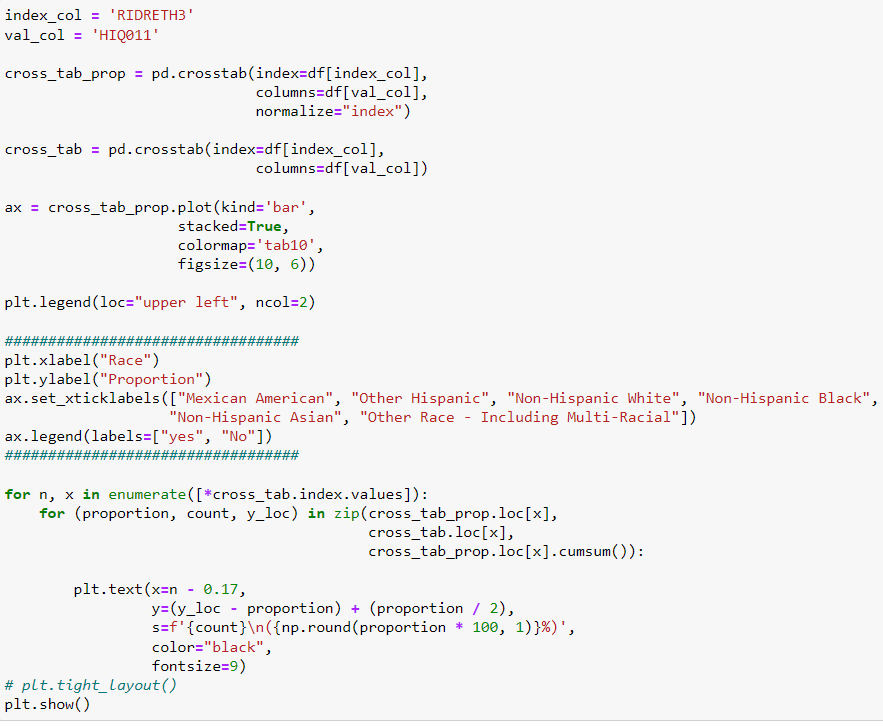 index_col = 'RIDRETH3'
val_col = 'HIQ011'

cross_tab_prop = pd.crosstab(index=df[index_col],
                             columns=df[val_col],
                             normalize="index")

cross_tab = pd.crosstab(index=df[index_col],
                             columns=df[val_col])

ax = cross_tab_prop.plot(kind='bar',
                    stacked=True,
                    colormap='tab10',
                    figsize=(10, 6))

plt.legend(loc="upper left", ncol=2)

##################################
plt.xlabel("Race")
plt.ylabel("Proportion")
ax.set_xticklabels(["Mexican American", "Other Hispanic", "Non-Hispanic White", "Non-Hispanic Black",
                   "Non-Hispanic Asian", "Other Race - Including Multi-Racial"])
ax.legend(labels=["yes", "No"])
##################################

for n, x in enumerate([*cross_tab.index.values]):
    for (proportion, count, y_loc) in zip(cross_tab_prop.loc[x],
                                          cross_tab.loc[x],
                                          cross_tab_prop.loc[x].cumsum()):

        plt.text(x=n - 0.17,
                 y=(y_loc - proportion) + (proportion / 2),
                 s=f'{count}\n({np.round(proportion * 100, 1)}%)',
                 color="black",
                 fontsize=9)
# plt.tight_layout()
plt.show()